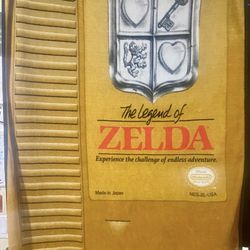 The Legend of
ZELDA
Experience the challenge of endless adventure.
Made in Japan
NES-ZL-USA